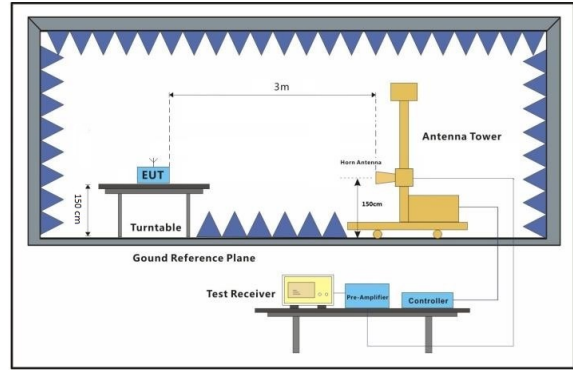 3m
Antenna Tower
Horn Antenna
EUT
150 cm
150cm
Turntable
Gound Reference Plane
Test Receiver
Pre-Amplifier
Controller